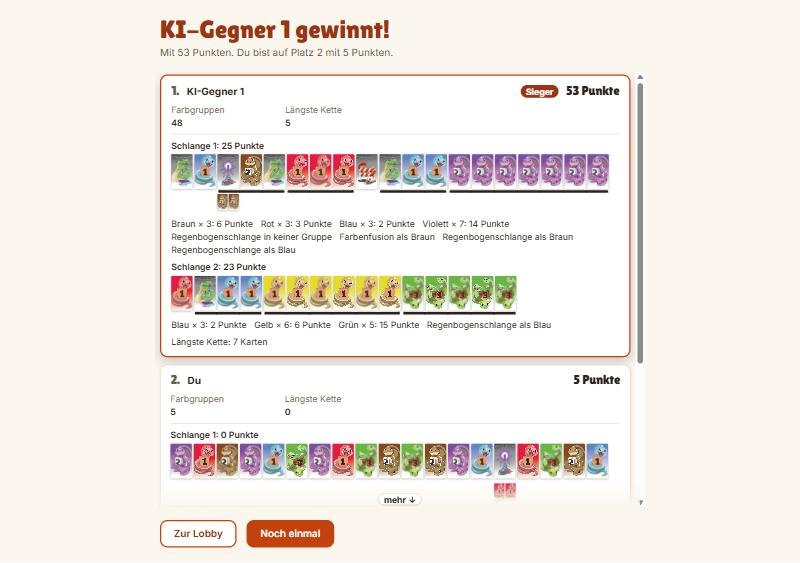 KI-Gegner 1 gewinnt!
Mit 53 Punkten. Du bist auf Platz 2 mit 5 Punkten.
1. KI-Gegner 1 Sieger 53 Punkte
Farbgruppen Längste Kette
48 5
Schlange 1: 25 Punkte
Braun × 3: 6 Punkte Rot × 3: 3 Punkte Blau × 3: 2 Punkte Violett × 7: 14 Punkte
Regenbogenschlange in keiner Gruppe Farbenfusion als Braun Regenbogenschlange als Braun
Regenbogenschlange als Blau
Schlange 2: 23 Punkte
Blau × 3: 2 Punkte Gelb × 6: 6 Punkte Grün × 5: 15 Punkte Regenbogenschlange als Blau
Längste Kette: 7 Karten
2. Du 5 Punkte
Farbgruppen Längste Kette
5 0
Schlange 1: 0 Punkte
mehr ↓
Zur Lobby Noch einmal